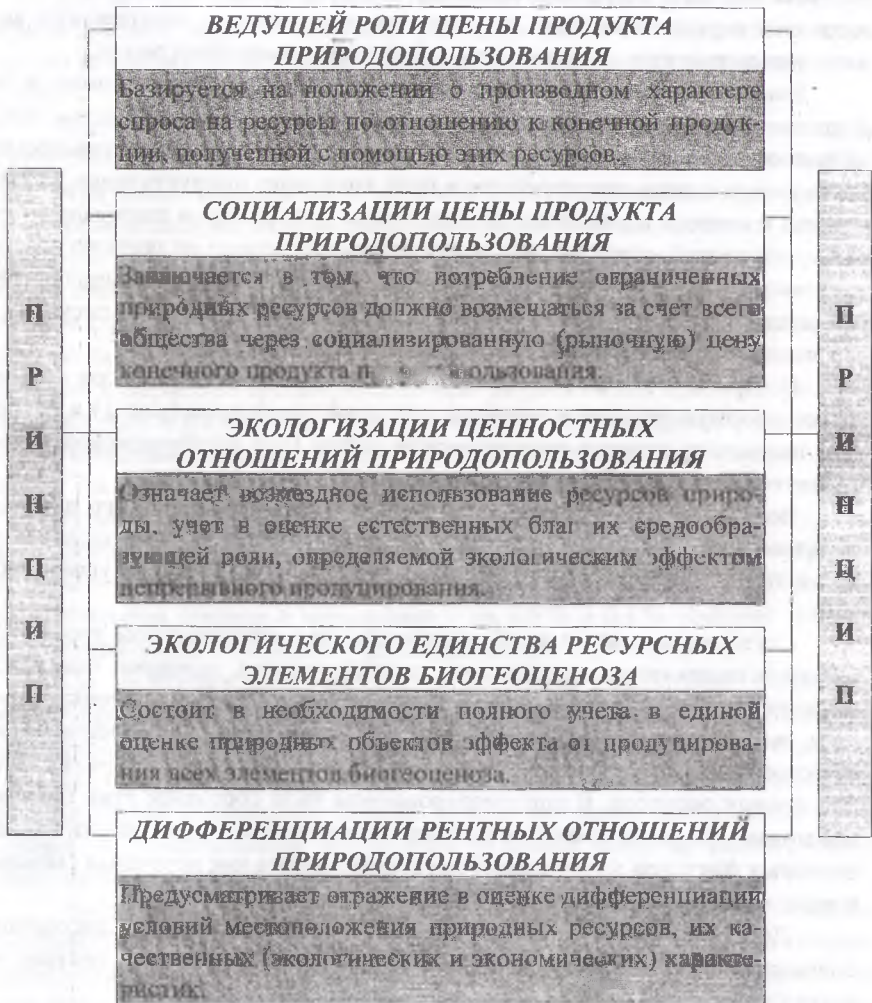 ВЕДУЩЕЙ РОЛИ ЦЕНЫ ПРОДУКТА
ПРИРОДОПОЛЬЗОВАНИЯ
Базируется на положении о производном характере
спроса на ресурсы по отношению к конечной продук-
ции, полученной с помощью этих ресурсов.
СОЦИАЛИЗАЦИИ ЦЕНЫ ПРОДУКТА
ПРИРОДОПОЛЬЗОВАНИЯ
Заключается в том, что потребление ограниченных
природных ресурсов должно возмещаться за счет всего
общества через социализированную (рыночную) цену
конечного продукта
ЭКОЛОГИЗАЦИИ ЦЕННОСТНЫХ
ОТНОШЕНИЙ ПРИРОДОПОЛЬЗОВАНИЯ
Означает возмездное использование ресурсов приро-
ды, учет в оценке естественных благ их средообра-
зующей роли, определяемой экологическим эффектом
непрерывного продуцирования.
ЭКОЛОГИЧЕСКОГО ЕДИНСТВА РЕСУРСНЫХ
ЭЛЕМЕНТОВ БИОГЕОЦЕНОЗА
Состоит в необходимости полного учета в единой
оценке природных объектов эффекта от продуцирова-
ния всех элементов биогеоценоза.
ДИФФЕРЕНЦИАЦИИ РЕНТНЫХ ОТНОШЕНИЙ
ПРИРОДОПОЛЬЗОВАНИЯ
Предусматривает отражение в оценке дифференциации
условий местоположения природных ресурсов, их ка-
чественных (экологических и экономических) характе-
ристик.
П
Р
И
Н
Ц
И
П
П
Р
И
Н
Ц
И
П